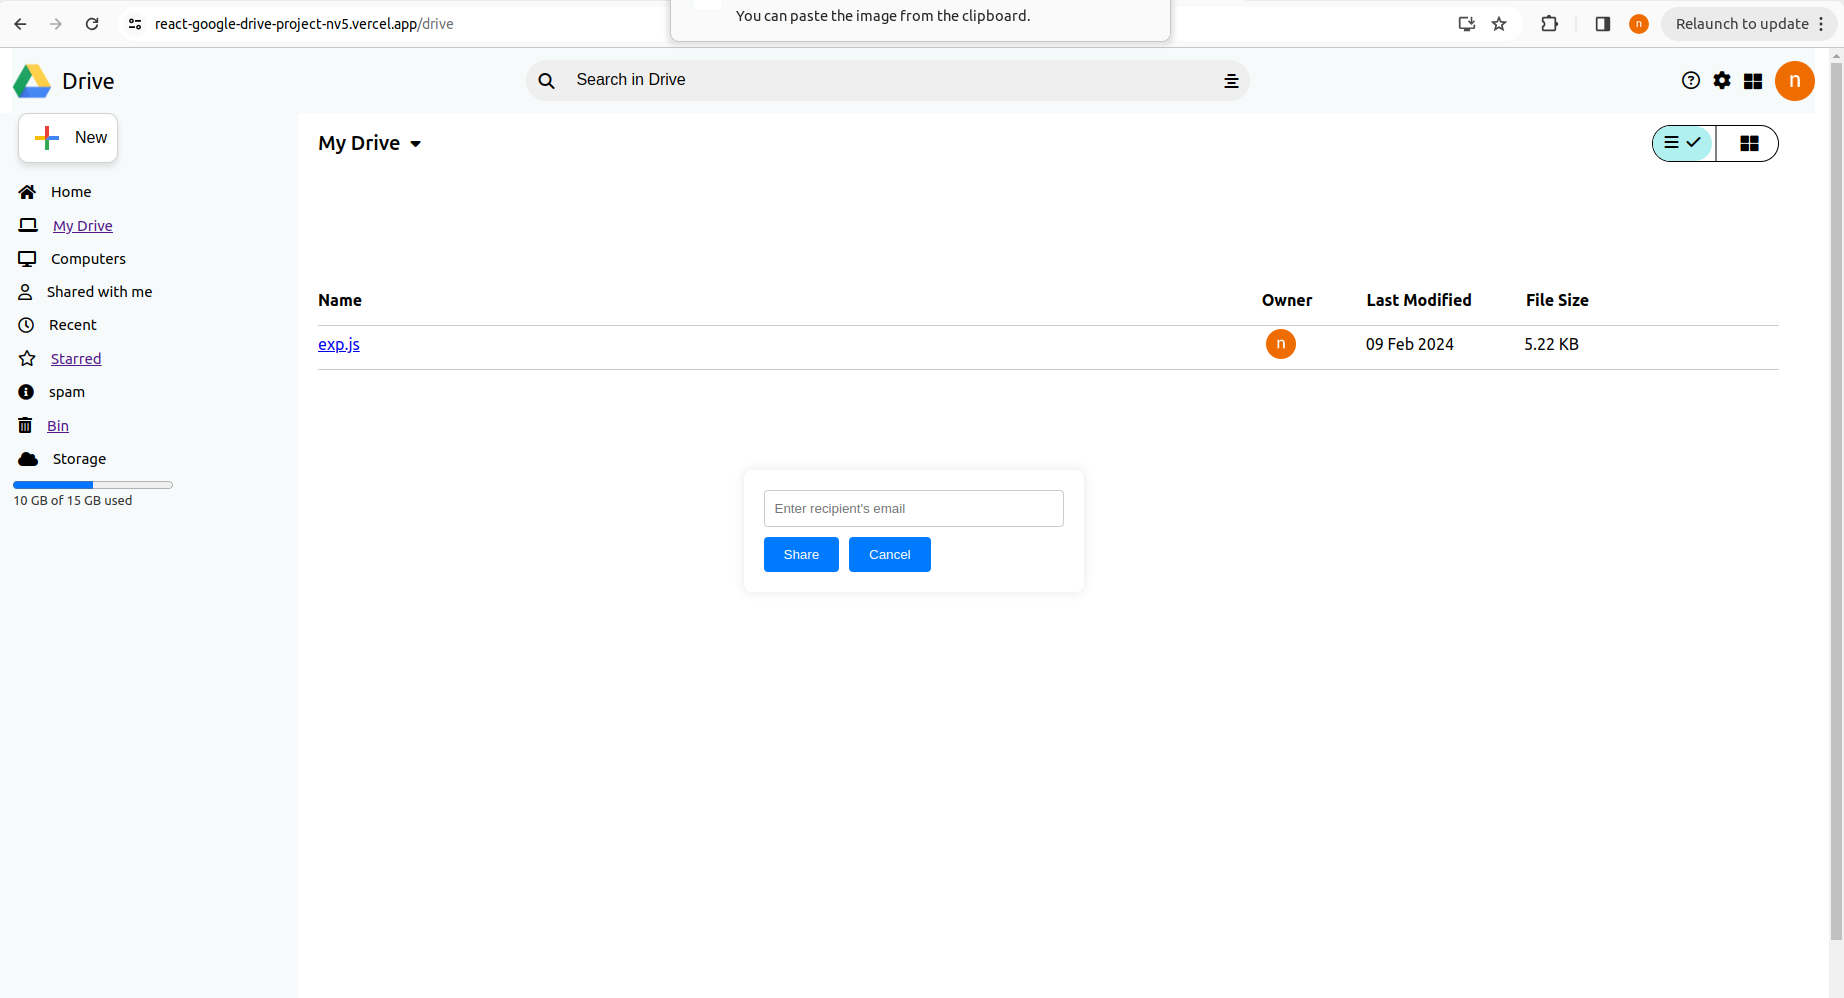 react-google-drive-project-nv5.vercel.app/drive
You can paste the image from the clipboard.
n
Relaunch to update
Drive
Search in Drive
n
New
My Drive
Home
My Drive
Computers
Shared with me
Recent
Starred
spam
Bin
Storage
10 GB of 15 GB used
Name Owner Last Modified File Size
exp.js n 09 Feb 2024 5.22 KB
Enter recipient's email
Share Cancel